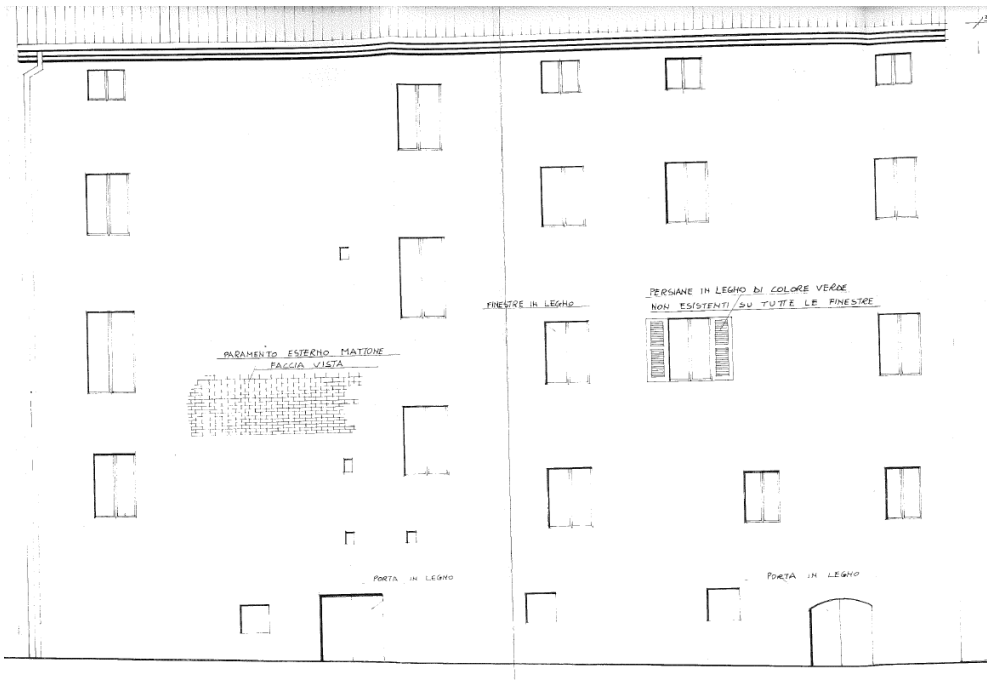 PERSIANE IN LEGNO DI COLORE VERDE
NON ESISTENTI SU TUTTE LE FINESTRE
FINESTRE IN LEGNO
PARAMENTO ESTERNO MATTONE
FACCIA VISTA
PORTA IN LEGNO
PORTA IN LEGNO